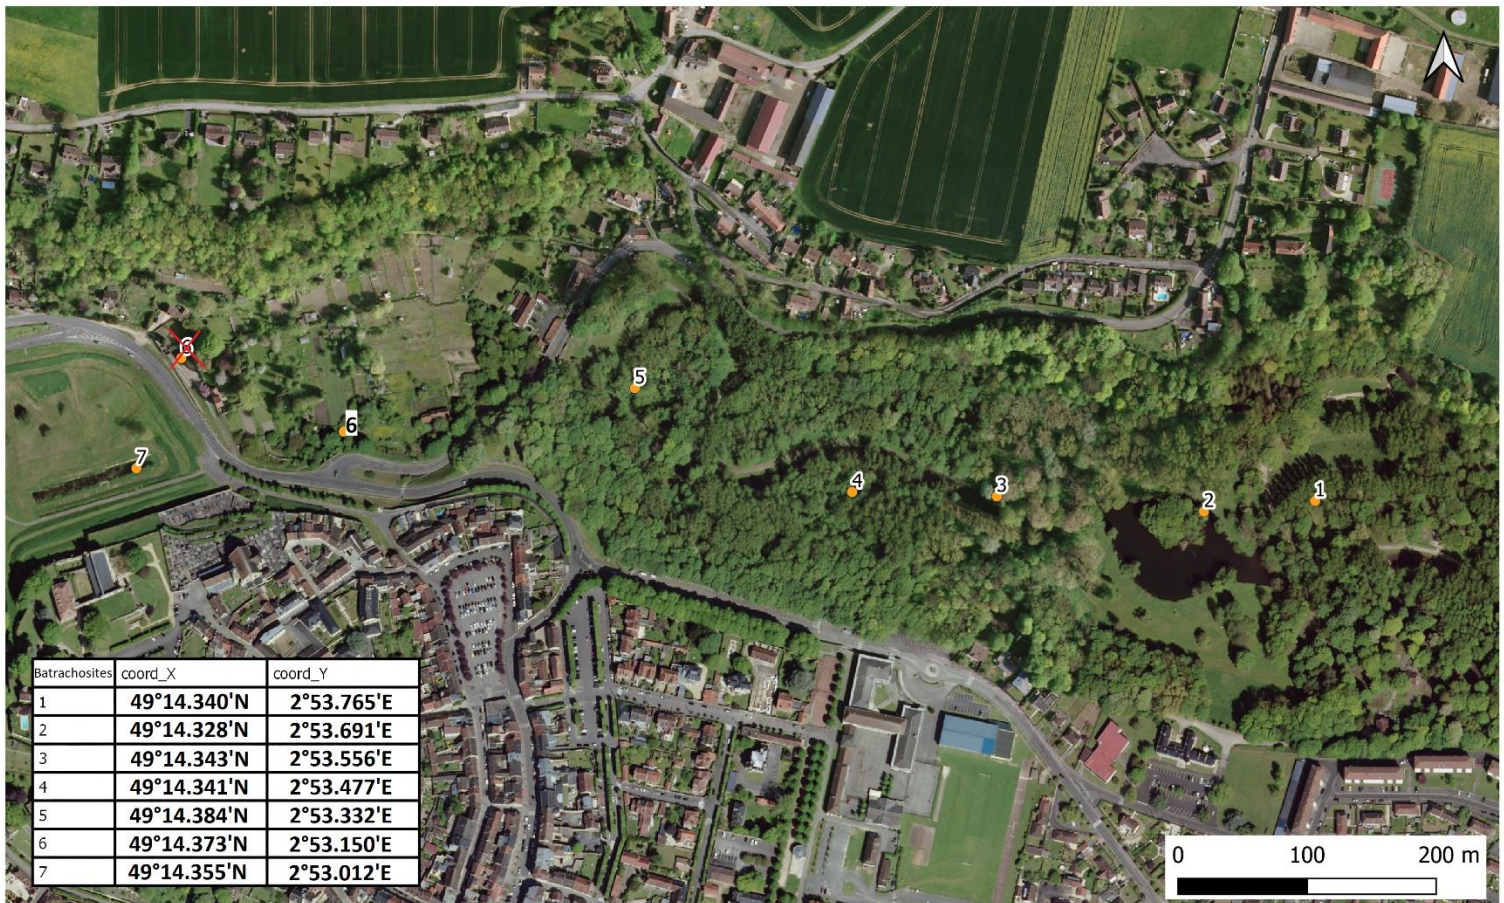 6
5
6
7
4
3
2
1
Batrachosites coord_X coord_Y
1 49°14.340'N 2°53.765'E
2 49°14.328'N 2°53.691'E
3 49°14.343'N 2°53.556'E
4 49°14.341'N 2°53.477'E
5 49°14.384'N 2°53.332'E
6 49°14.373'N 2°53.150'E
7 49°14.355'N 2°53.012'E
0 100 200 m